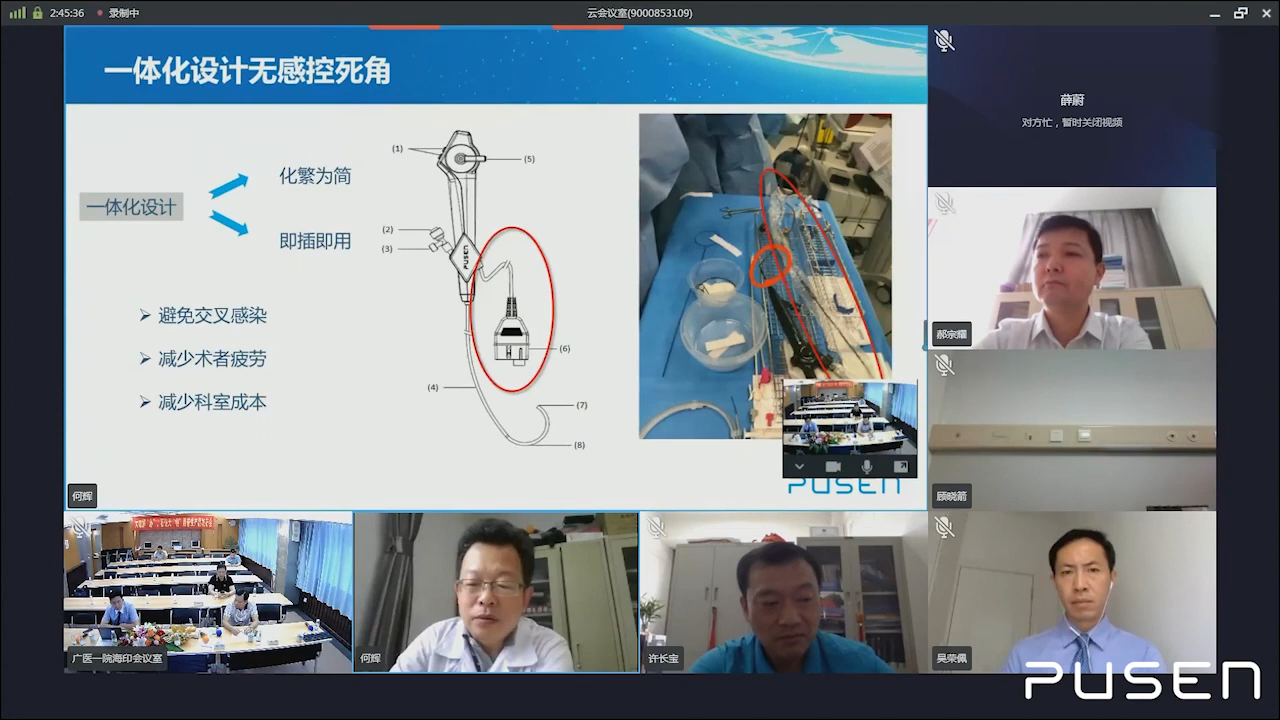 2:45:36
录制中
云会议室(9000853109)
一体化设计无感控死角
薛蔚
对方忙，暂时关闭视频
(1)
(5)
化繁为简
一体化设计
即插即用
(2)
(3)
PUSEN
避免交叉感染
减少术者疲劳
减少科室成本
(6)
(4)
(7)
(8)
郝宗耀
顾晓箭
PUSEN
何辉
广医一院海印会议室
何辉
许长宝
吴荣佩
PUSEN